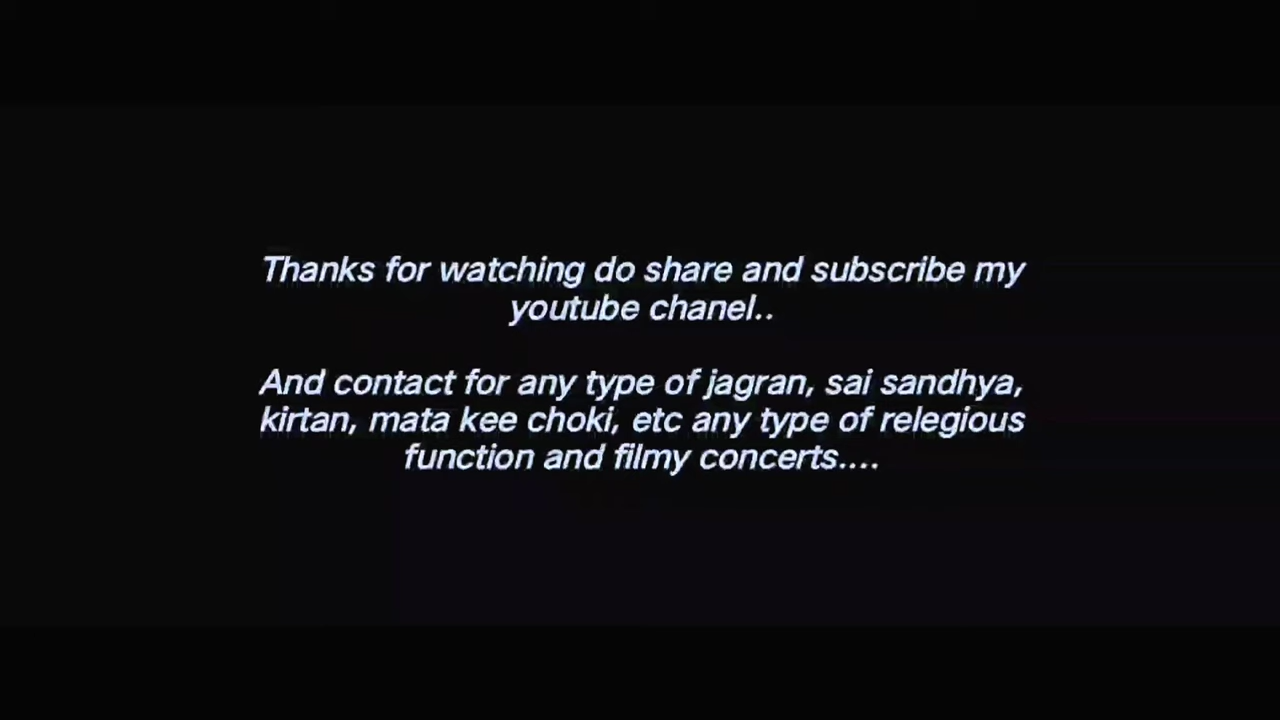 Thanks for watching do share and subscribe my
youtube chanel..
And contact for any type of jagran, sai sandhya,
kirtan, mata kee choki, etc any type of relegious
function and filmy concerts....